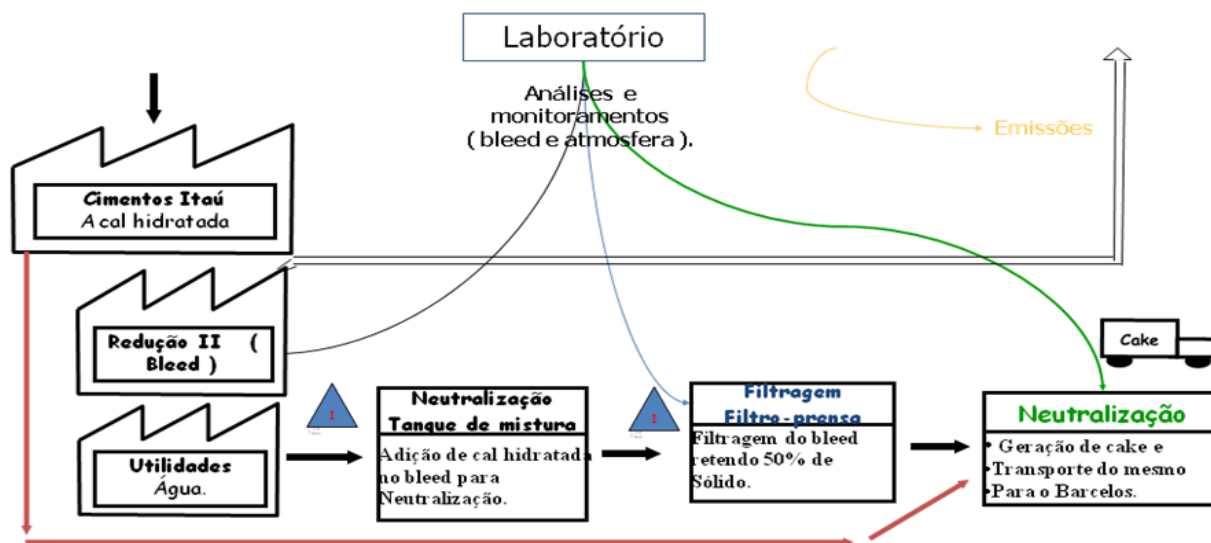 Laboratório
Análises e
monitoramentos
( bleed e atmosfera ).
Emissões
Cimentos Itaú
A cal hidratada
Redução II (
Bleed )
Utilidades
Água.
I
Neutralização
Tanque de mistura
Adição de cal hidratada
no bleed para
Neutralização.
I
Filtragem
Filtro-prensa
Filtragem do bleed
retendo 50% de
Sólido.
Cake
Neutralização
• Geração de cake e
• Transporte do mesmo
• Para o Barcelos.